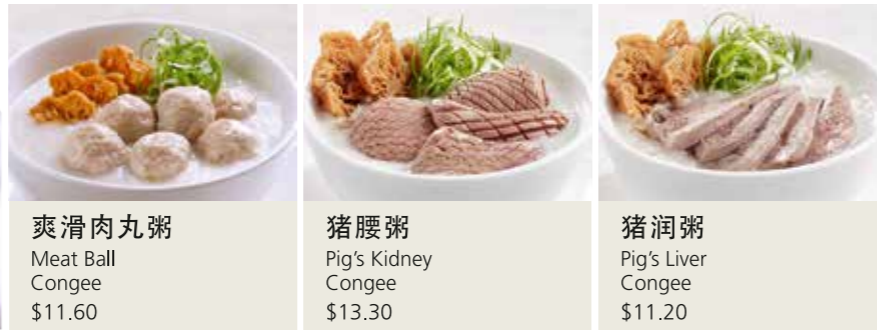 爽滑肉丸粥
Meat Ball
Congee
$11.60
猪腰粥
Pig's Kidney
Congee
$13.30
猪润粥
Pig's Liver
Congee
$11.20